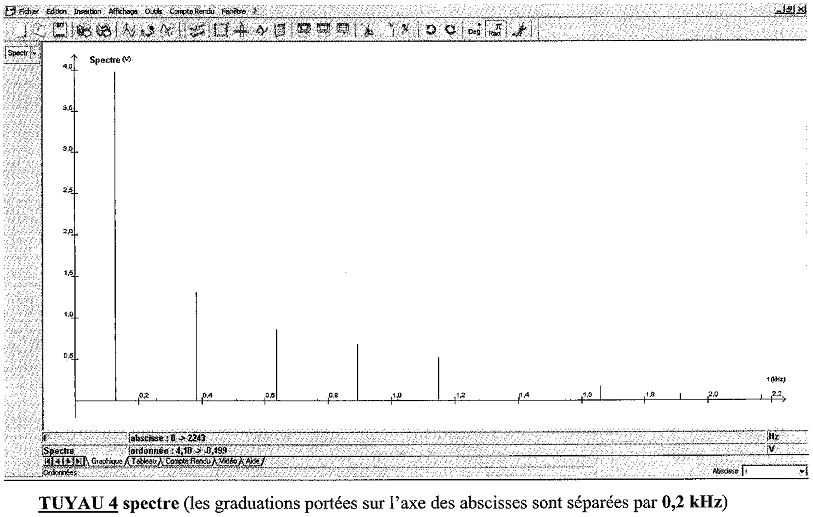 Fichier Edition Insertion Affichage Outils Compte Rendu Fenêtre ?
Spectr
Spectre (V)
4,0
3,5
3,0
2,5
2,0
1,5
1,0
0,5
0,2 0,4 0,6 0,8 1,0 1,2 1,4 1,6 1,8 2,0 2,2
f (kHz)
f abscisse : 0 -> 2243 Hz
Spectre ordonnée : 4,18 -> -0,199 V
Graphique Tableau Compte Rendu Vidéo Aide
Ordonnées Abscisse f
TUYAU 4 spectre (les graduations portées sur l'axe des abscisses sont séparées par 0,2 kHz)